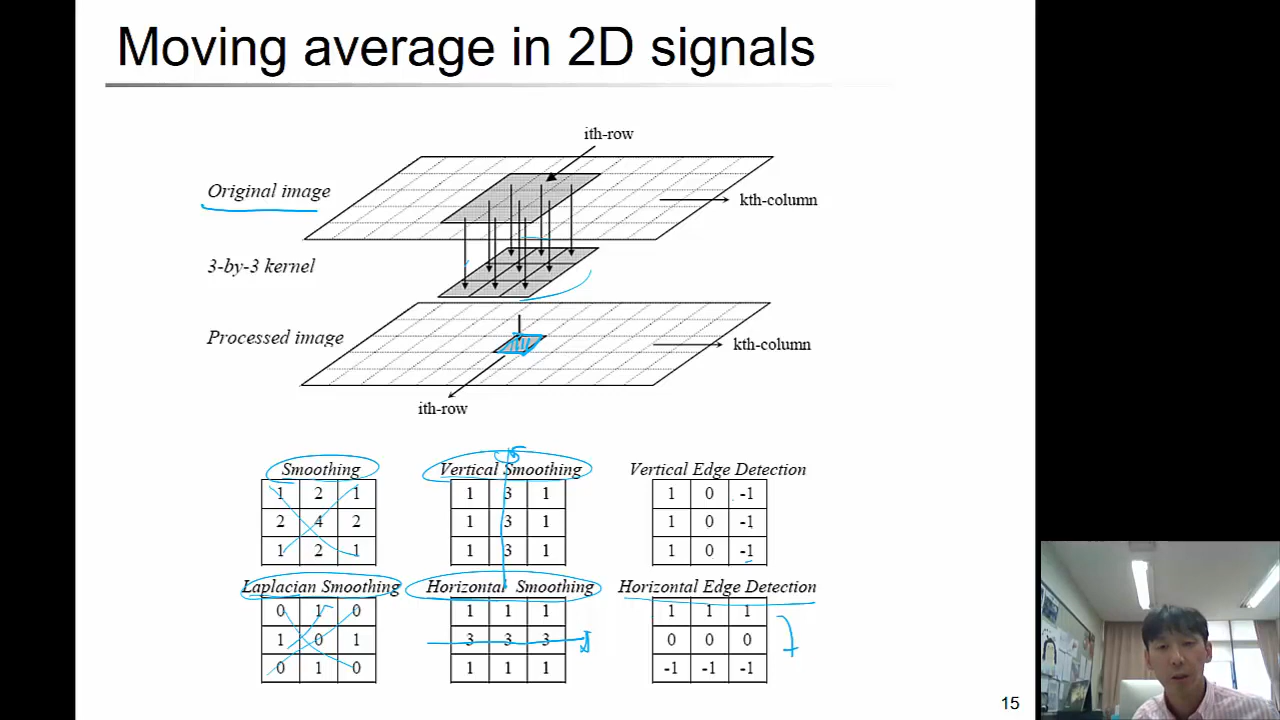 Moving average in 2D signals
ith-row
Original image
kth-column
3-by-3 kernel
Processed image
kth-column
ith-row
Smoothing Vertical Smoothing Vertical Edge Detection
1 2 1 1 3 1 1 0 -1
2 4 2 1 3 1 1 0 -1
1 2 1 1 3 1 1 0 -1
Laplacian Smoothing Horizontal Smoothing Horizontal Edge Detection
0 1 0 1 1 1 1 1 1
1 0 1 3 3 3 0 0 0
0 1 0 1 1 1 -1 -1 -1
15